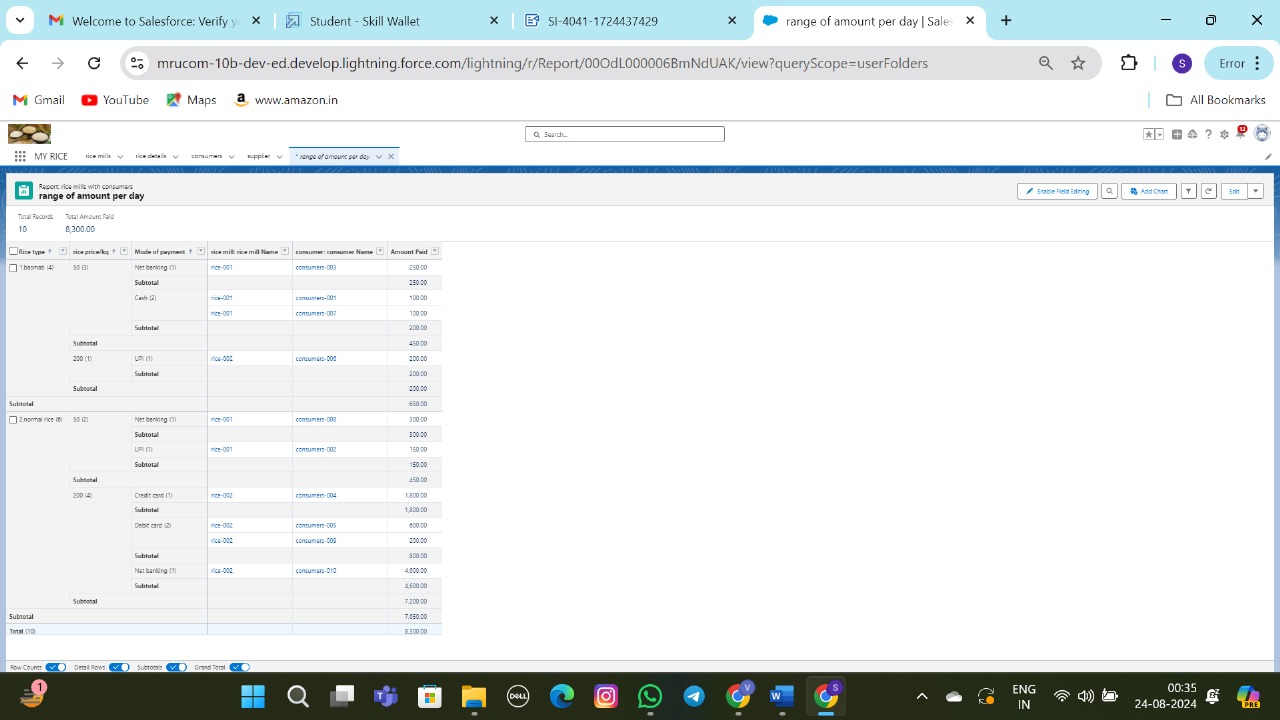 Welcome to Salesforce: Verify y
Student - Skill Wallet
SI-4041-1724437429
range of amount per day | Sales
mrucom-10b-dev-ed.develop.lightning.force.com/lightning/r/Report/00OdL000006BmNdUAK/view?queryScope=userFolders
S
Error
Gmail YouTube Maps www.amazon.in All Bookmarks
Search...
12
MY RICE rice mills rice details consumers supplier * range of amount per day
Report: rice mills with consumers
range of amount per day
Enable Field Editing Add Chart Edit
Total Records Total Amount Paid
10 8,300.00
Rice type ↑ rice price/kg ↑ Mode of payment ↑ rice mill: rice mill Name consumer: consumer Name Amount Paid
1.basmati (4) 50 (3) Net banking (1) rice-001 consumers-003 250.00
Subtotal 250.00
Cash (2) rice-001 consumers-001 100.00
rice-001 consumers-007 100.00
Subtotal 200.00
Subtotal 450.00
200 (1) UPI (1) rice-002 consumers-006 200.00
Subtotal 200.00
Subtotal 200.00
Subtotal 650.00
2.normal rice (6) 50 (2) Net banking (1) rice-001 consumers-008 300.00
Subtotal 300.00
UPI (1) rice-001 consumers-002 150.00
Subtotal 150.00
Subtotal 450.00
200 (4) Credit card (1) rice-002 consumers-004 1,800.00
Subtotal 1,800.00
Debit card (2) rice-002 consumers-005 600.00
rice-002 consumers-009 200.00
Subtotal 800.00
Net banking (1) rice-002 consumers-010 4,600.00
Subtotal 4,600.00
Subtotal 7,200.00
Subtotal 7,650.00
Total (10) 8,300.00
Row Counts Detail Rows Subtotals Grand Total
1
DELL
V
S
ENG
IN
00:35
24-08-2024
PRE